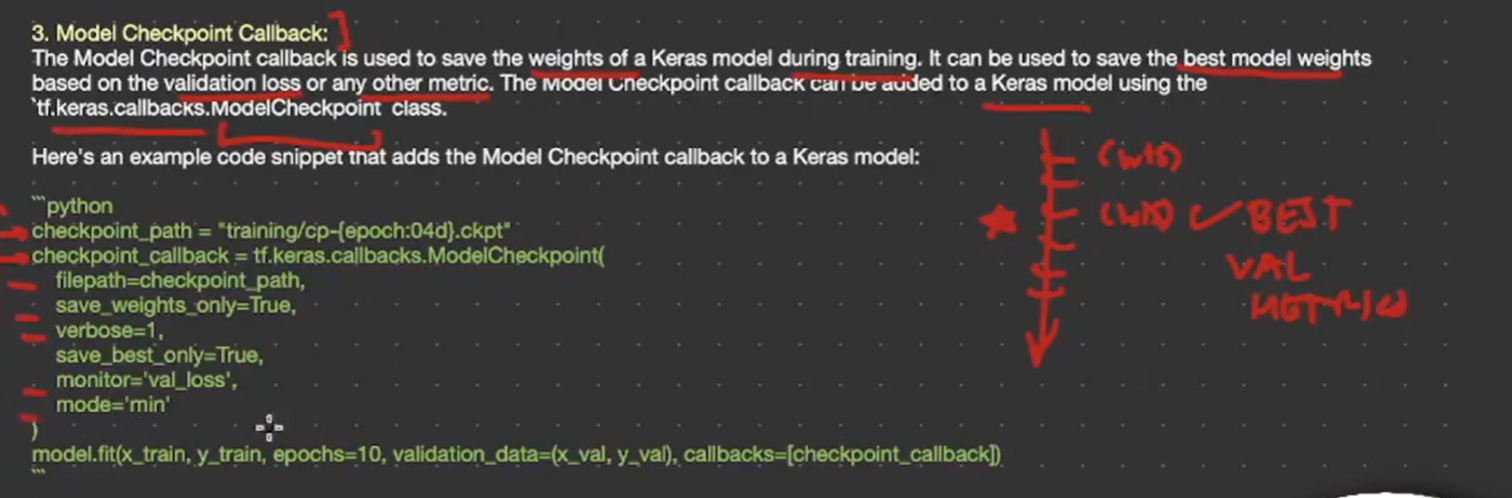 3. Model Checkpoint Callback:
The Model Checkpoint callback is used to save the weights of a Keras model during training. It can be used to save the best model weights
based on the validation loss or any other metric. The Model Checkpoint callback can be added to a Keras model using the
`tf.keras.callbacks.ModelCheckpoint` class.
Here's an example code snippet that adds the Model Checkpoint callback to a Keras model:
(wts)
```python
(wts) BEST
checkpoint_path = "training/cp-{epoch:04d}.ckpt"
checkpoint_callback = tf.keras.callbacks.ModelCheckpoint(
VAL
filepath=checkpoint_path,
save_weights_only=True,
verbose=1,
save_best_only=True,
monitor='val_loss',
mode='min'
)
model.fit(x_train, y_train, epochs=10, validation_data=(x_val, y_val), callbacks=[checkpoint_callback])
```